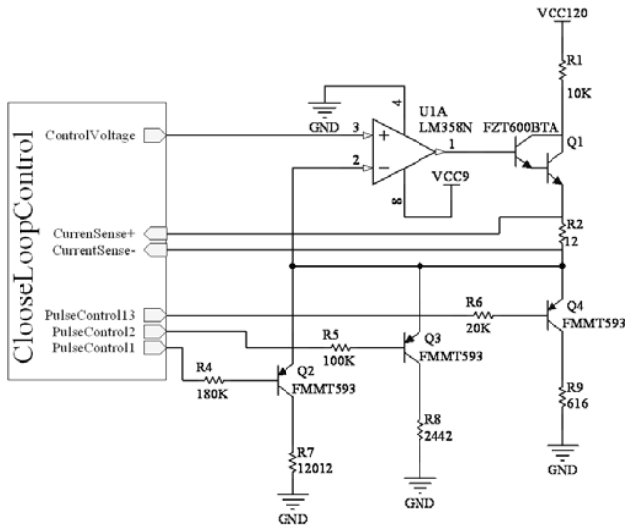 VCC120
R1
10K
4
U1A
LM358N
GND
FZT600BTA
Q1
ClooseLoopControl
ControlVoltage
3
+
1
2
−
8
VCC9
CurrenSense+
CurrentSense-
R2
12
PulseControl13
PulseControl2
PulseControl1
R6
20K
Q4
FMMT593
R5
100K
Q3
FMMT593
R4
180K
Q2
FMMT593
R9
616
R8
2442
R7
12012
GND
GND
GND